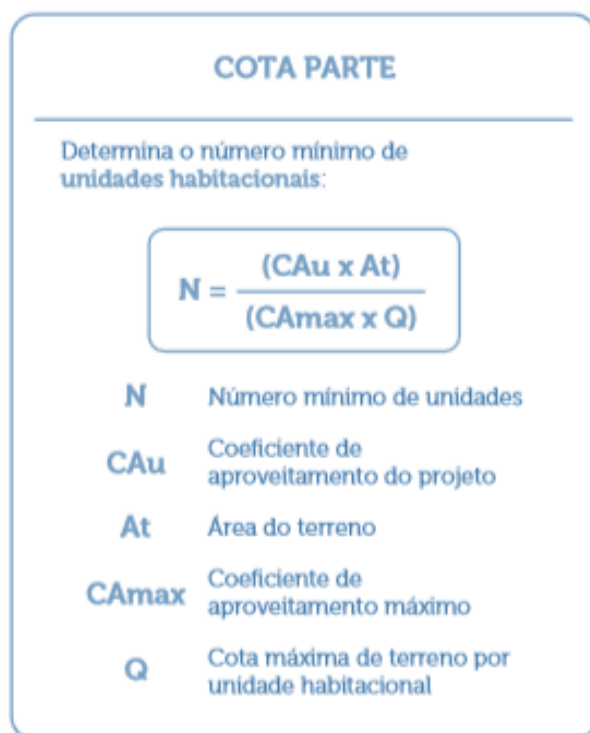 COTA PARTE
Determina o número mínimo de
unidades habitacionais:
N = (CAu x At)
(CAmax x Q)
N Número mínimo de unidades
CAu Coeficiente de
aproveitamento do projeto
At Área do terreno
CAmax Coeficiente de
aproveitamento máximo
Q Cota máxima de terreno por
unidade habitacional